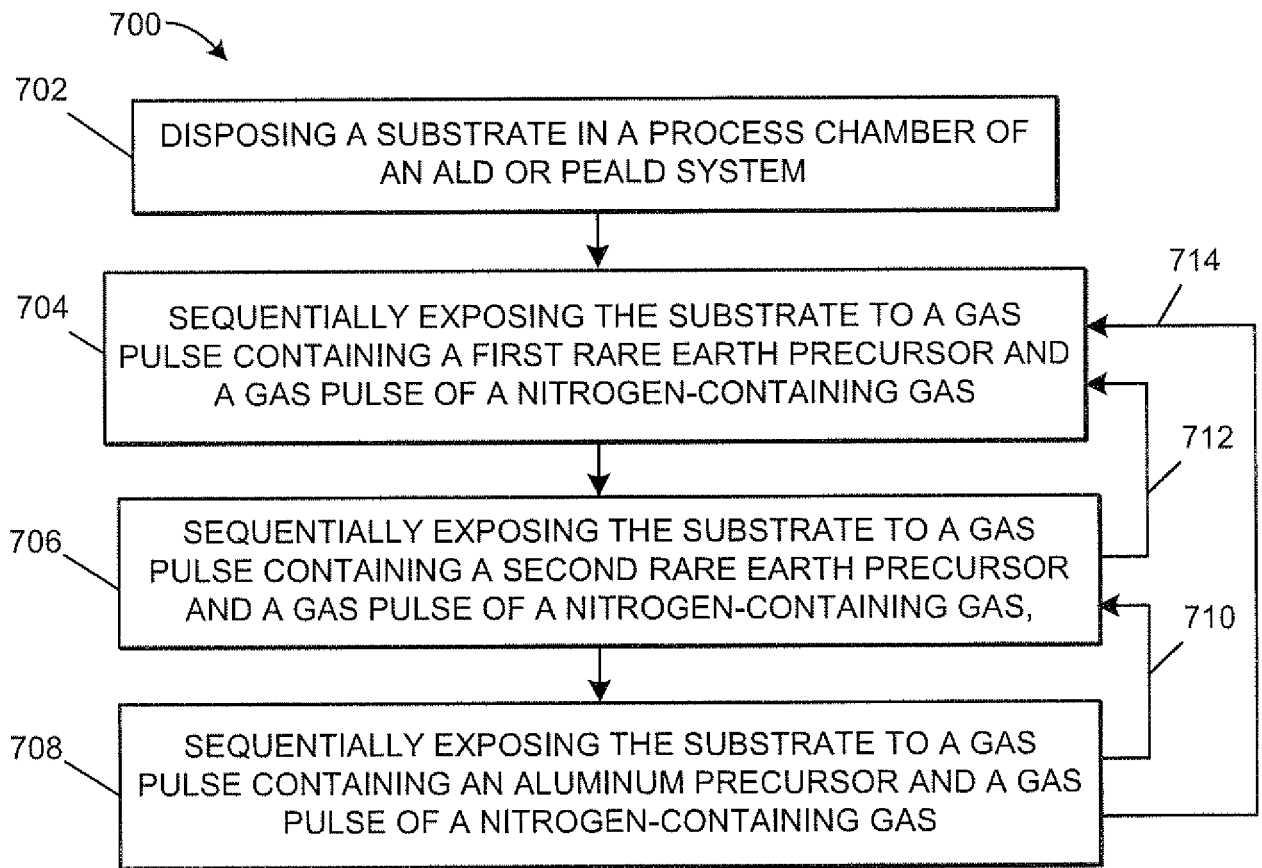 700
702
DISPOSING A SUBSTRATE IN A PROCESS CHAMBER OF
AN ALD OR PEALD SYSTEM
704
SEQUENTIALLY EXPOSING THE SUBSTRATE TO A GAS
PULSE CONTAINING A FIRST RARE EARTH PRECURSOR AND
A GAS PULSE OF A NITROGEN-CONTAINING GAS
714
712
706
SEQUENTIALLY EXPOSING THE SUBSTRATE TO A GAS
PULSE CONTAINING A SECOND RARE EARTH PRECURSOR
AND A GAS PULSE OF A NITROGEN-CONTAINING GAS,
710
708
SEQUENTIALLY EXPOSING THE SUBSTRATE TO A GAS
PULSE CONTAINING AN ALUMINUM PRECURSOR AND A GAS
PULSE OF A NITROGEN-CONTAINING GAS